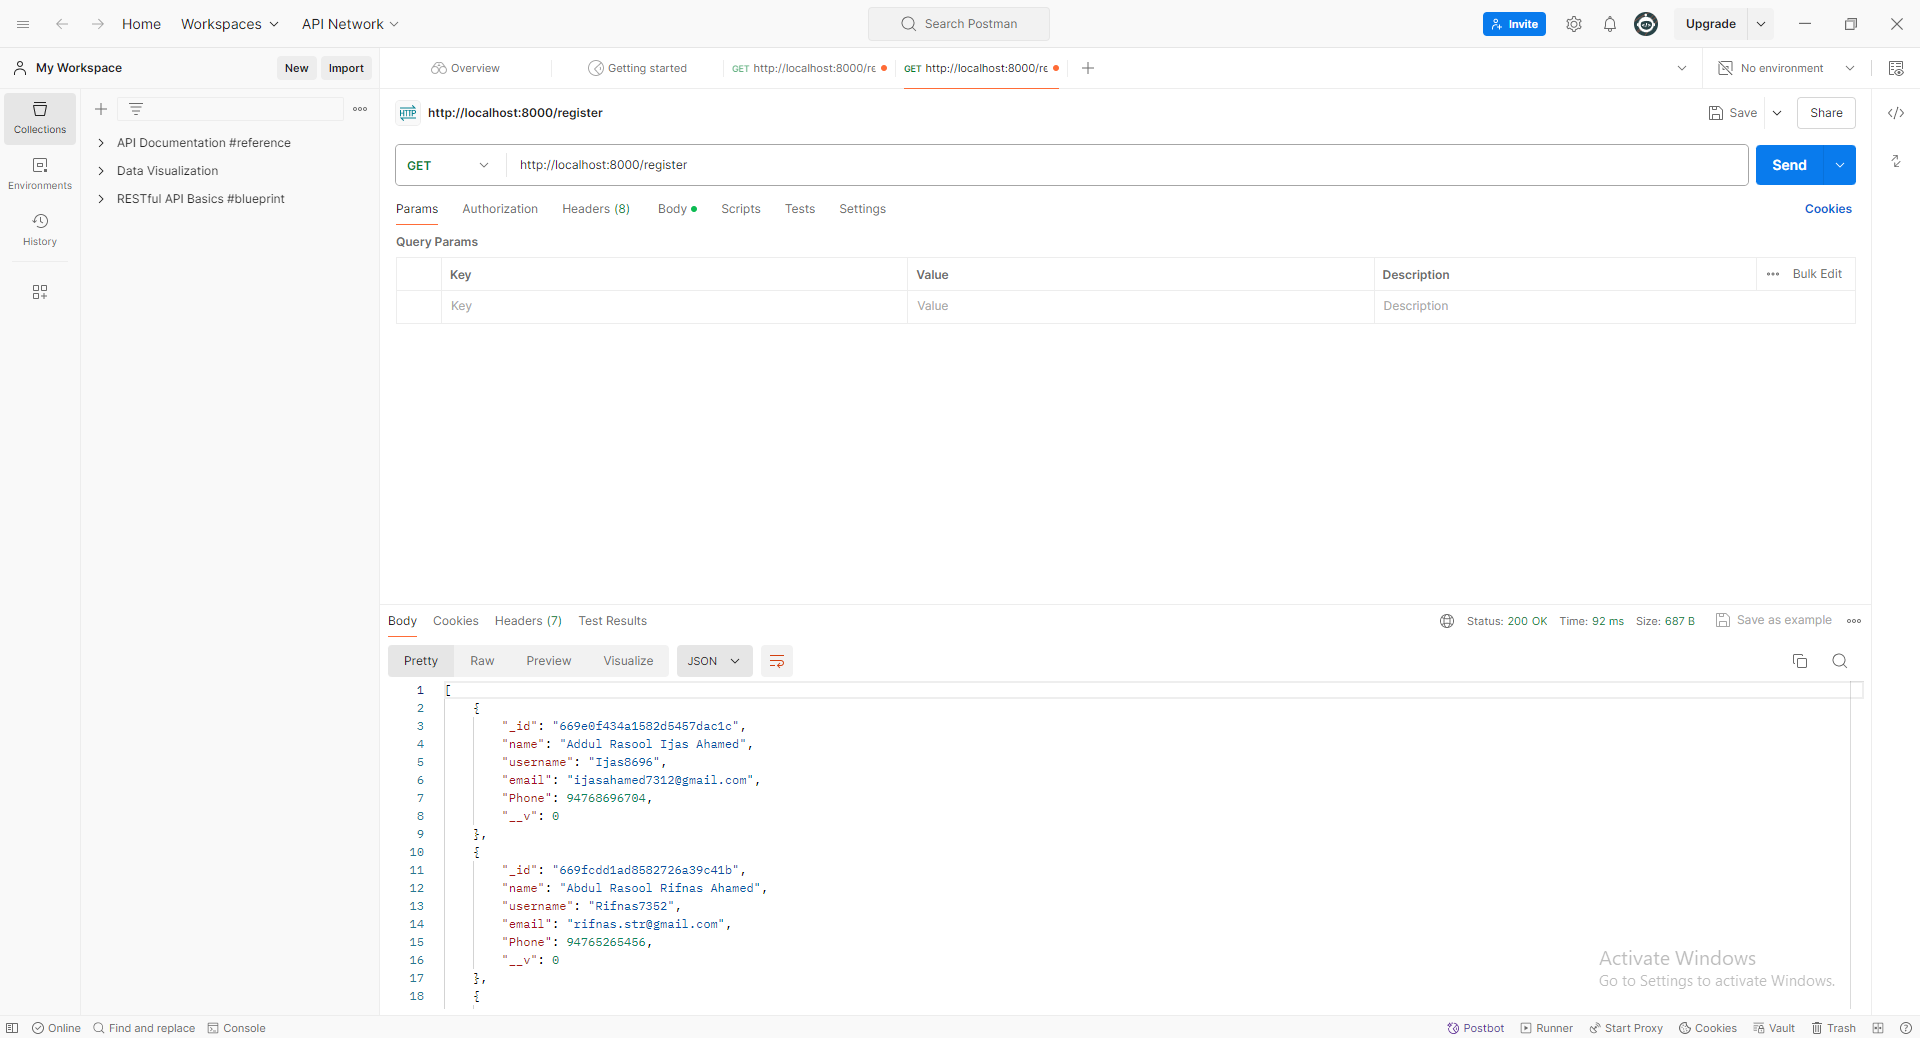 Home Workspaces API Network Search Postman Invite Upgrade
My Workspace New Import Overview Getting started GET http://localhost:8000/re GET http://localhost:8000/re No environment
Collections
Environments
History
API Documentation #reference
Data Visualization
RESTful API Basics #blueprint
HTTP http://localhost:8000/register Save Share
GET http://localhost:8000/register Send
Params Authorization Headers (8) Body Scripts Tests Settings Cookies
Query Params
Key Value Description Bulk Edit
Key Value Description
Body Cookies Headers (7) Test Results Status: 200 OK Time: 92 ms Size: 687 B Save as example
Pretty Raw Preview Visualize JSON
1 [
2 {
3 "_id": "669e0f434a1582d5457dac1c",
4 "name": "Addul Rasool Ijas Ahamed",
5 "username": "Ijas8696",
6 "email": "ijasahamed7312@gmail.com",
7 "Phone": 94768696704,
8 "__v": 0
9 },
10 {
11 "_id": "669fcdd1ad8582726a39c41b",
12 "name": "Abdul Rasool Rifnas Ahamed",
13 "username": "Rifnas7352",
14 "email": "rifnas.str@gmail.com",
15 "Phone": 94765265456,
16 "__v": 0
17 },
18 {
Activate Windows
Go to Settings to activate Windows.
Online Find and replace Console Postbot Runner Start Proxy Cookies Vault Trash